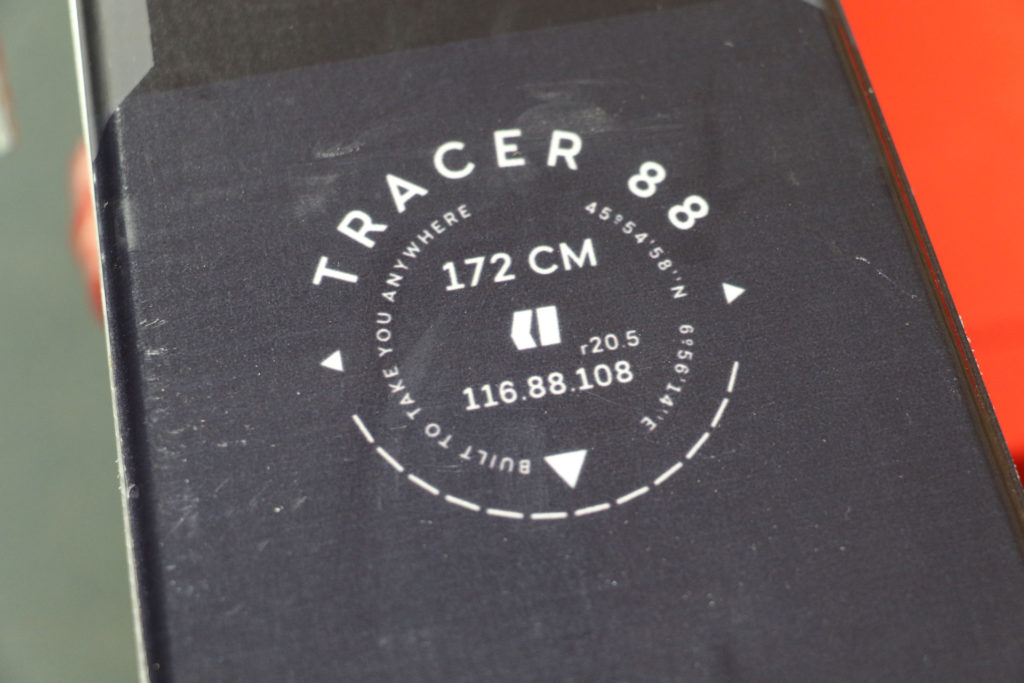 TRACER 88
BUILT TO TAKE YOU ANYWHERE
45°54'58''N
6°56'14''E
172 CM
r20.5
116.88.108